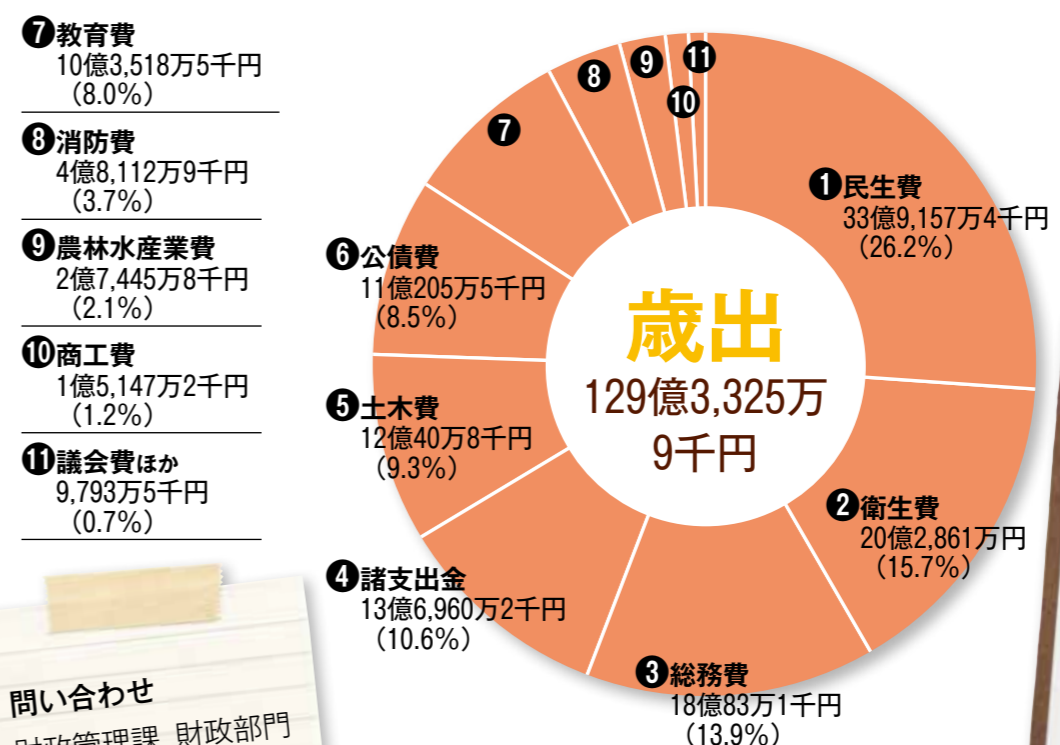 ❼教育費
10億3,518万5千円
(8.0%)
❽消防費
4億8,112万9千円
(3.7%)
❾農林水産業費
2億7,445万8千円
(2.1%)
❿商工費
1億5,147万2千円
(1.2%)
⓫議会費ほか
9,793万5千円
(0.7%)
❼
❽
❾
❿
⓫
❶民生費
33億9,157万4千円
(26.2%)
❷衛生費
20億2,861万円
(15.7%)
❸総務費
18億83万1千円
(13.9%)
❹諸支出金
13億6,960万2千円
(10.6%)
❺土木費
12億40万8千円
(9.3%)
❻公債費
11億205万5千円
(8.5%)
歳出
129億3,325万
9千円
問い合わせ
財政管理課 財政部門